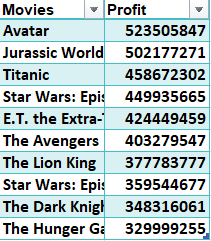 Movies Profit
Avatar 523505847
Jurassic World 502177271
Titanic 458672302
Star Wars: Epis 449935665
E.T. the Extra-T 424449459
The Avengers 403279547
The Lion King 377783777
Star Wars: Epis 359544677
The Dark Knigh 348316061
The Hunger Ga 329999255